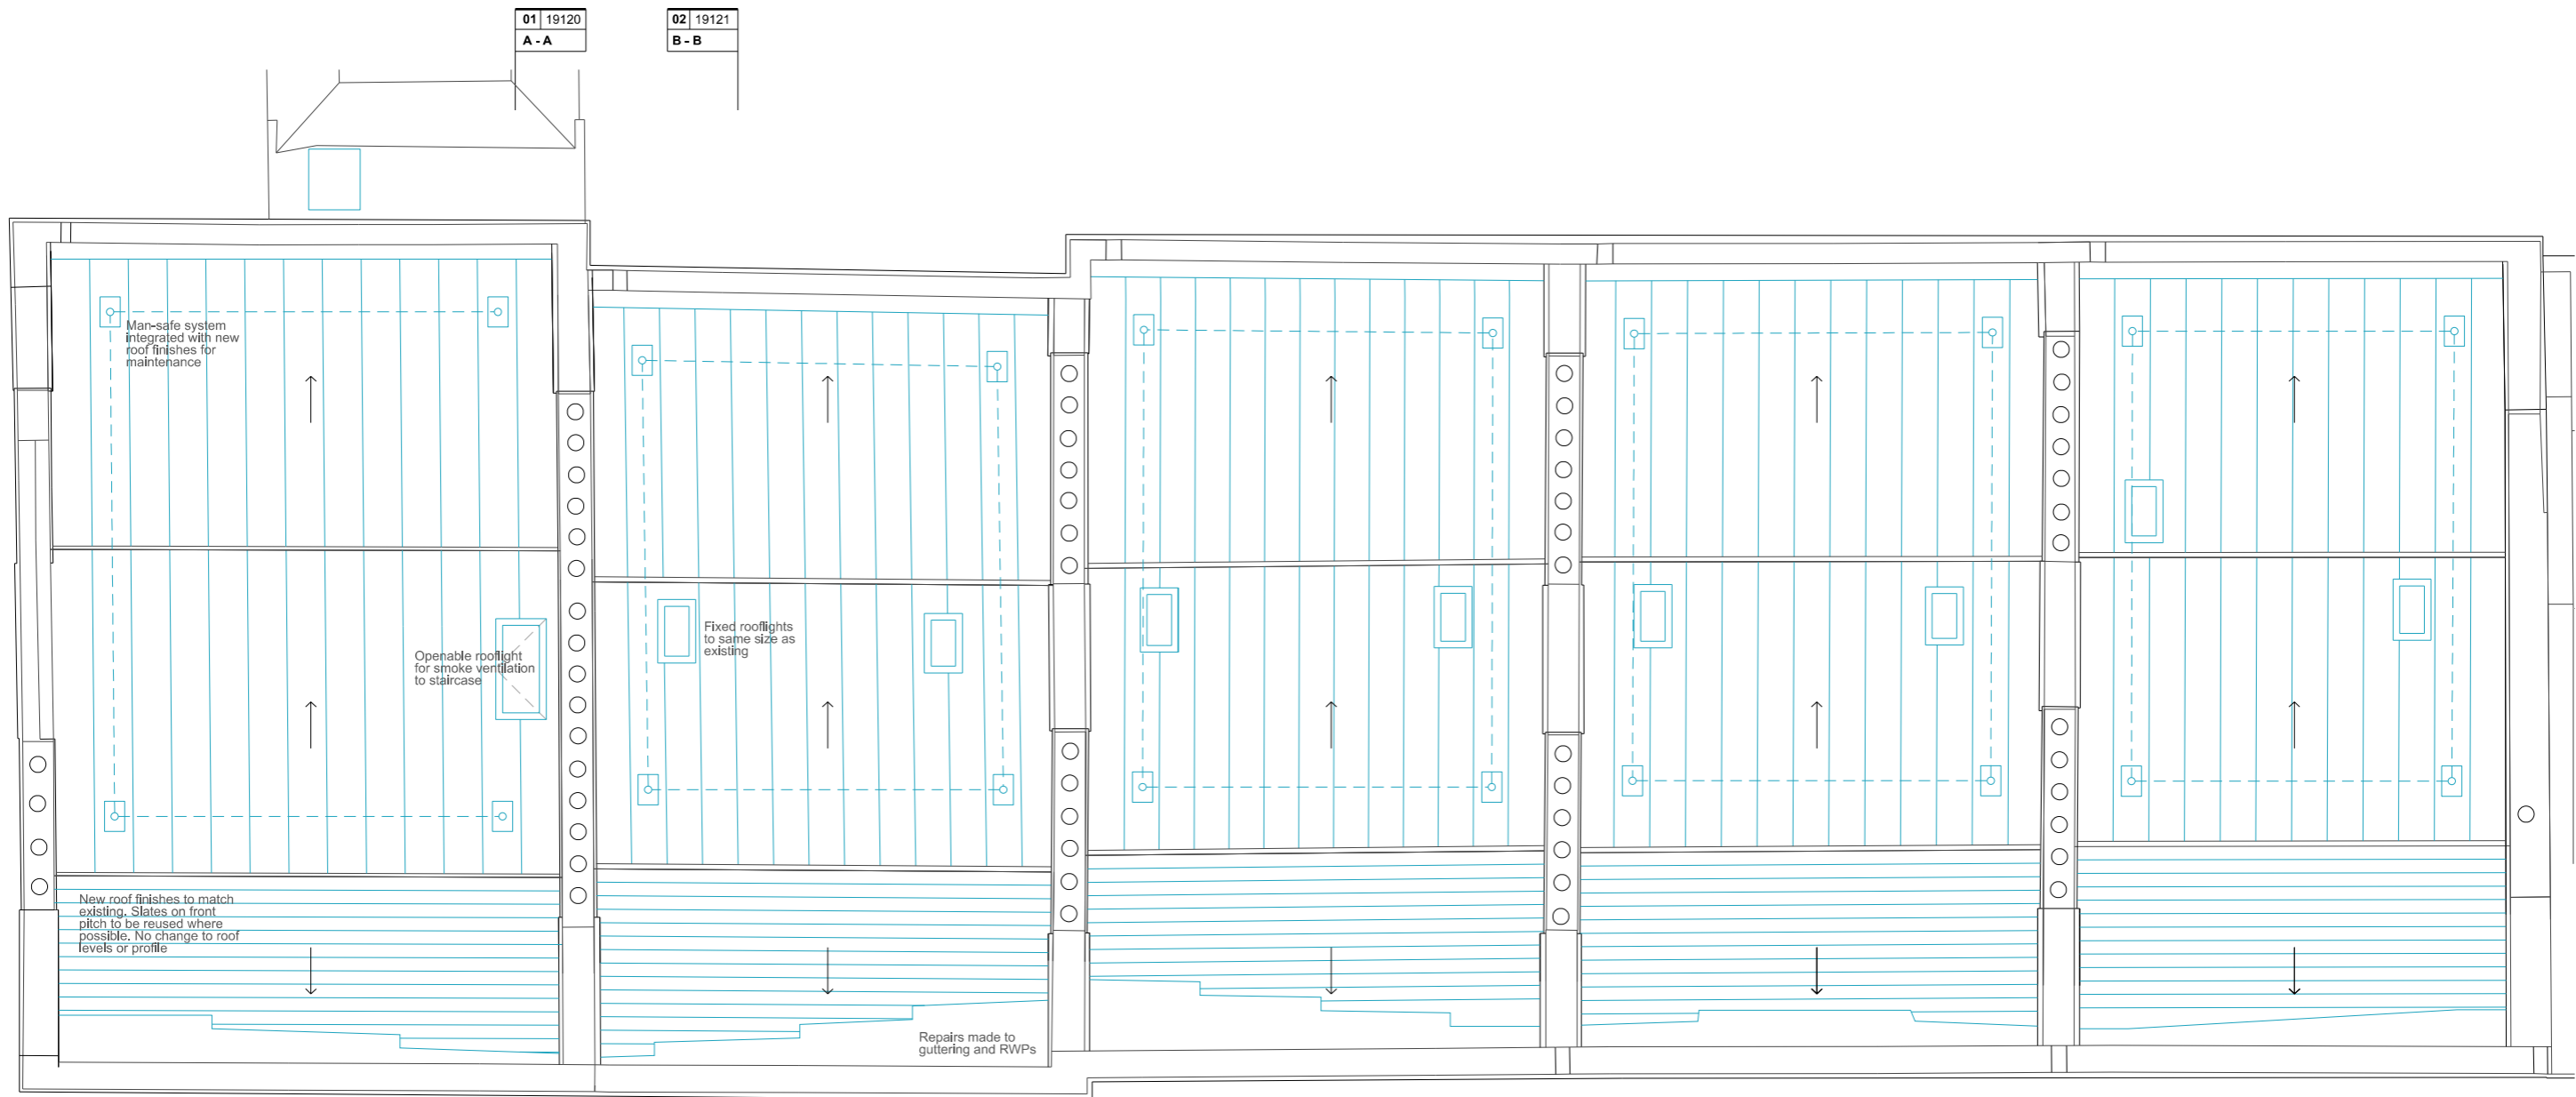 01 19120
A - A
02 19121
B - B
Man-safe system
integrated with new
roof finishes for
maintenance
Openable rooflight
for smoke ventilation
to staircase
Fixed rooflights
to same size as
existing
New roof finishes to match
existing. Slates on front
pitch to be reused where
possible. No change to roof
levels or profile
Repairs made to
guttering and RWPs